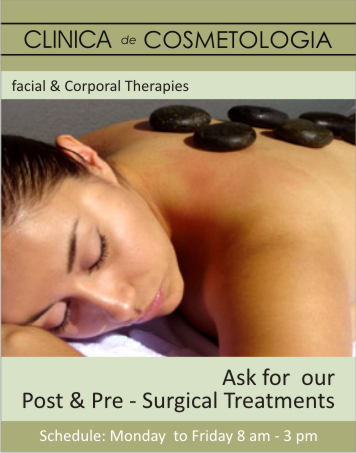 CLINICA de COSMETOLOGIA
facial & Corporal Therapies
Ask for our
Post & Pre - Surgical Treatments
Schedule: Monday to Friday 8 am - 3 pm